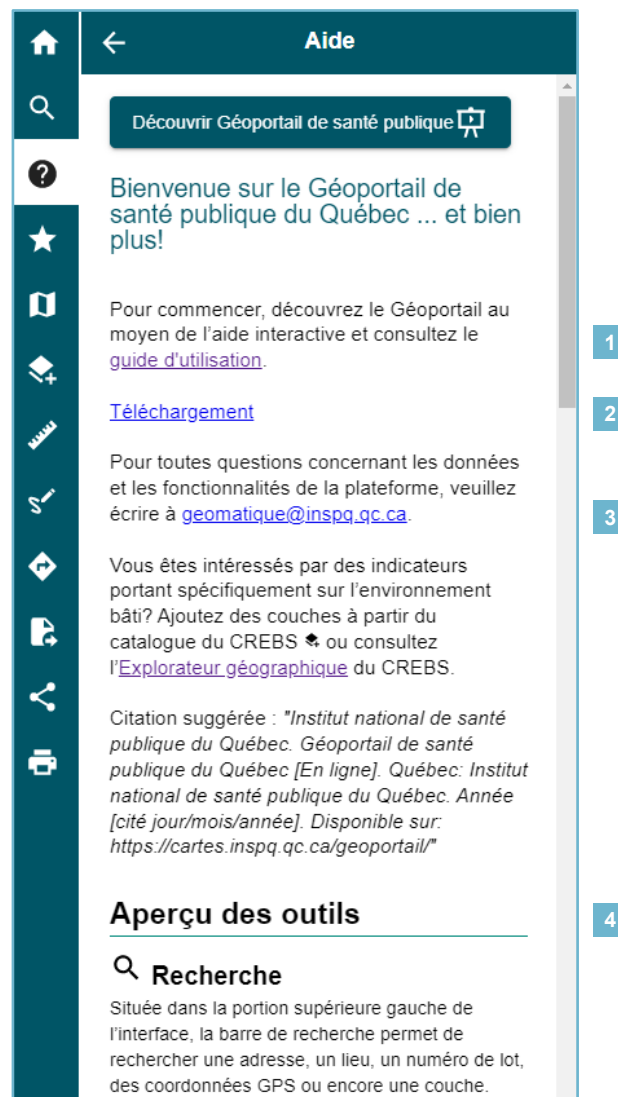 Aide
Découvrir Géoportail de santé publique
Bienvenue sur le Géoportail de
santé publique du Québec ... et bien
plus!
Pour commencer, découvrez le Géoportail au
moyen de l’aide interactive et consultez le
guide d'utilisation.
1
Téléchargement
2
Pour toutes questions concernant les données
et les fonctionnalités de la plateforme, veuillez
écrire à geomatique@inspq.qc.ca.
3
Vous êtes intéressés par des indicateurs
portant spécifiquement sur l’environnement
bâti? Ajoutez des couches à partir du
catalogue du CREBS ou consultez
l’Explorateur géographique du CREBS.
Citation suggérée : "Institut national de santé
publique du Québec. Géoportail de santé
publique du Québec [En ligne]. Québec: Institut
national de santé publique du Québec. Année
[cité jour/mois/année]. Disponible sur:
https://cartes.inspq.qc.ca/geoportail/"
Aperçu des outils
4
Recherche
Située dans la portion supérieure gauche de
l’interface, la barre de recherche permet de
rechercher une adresse, un lieu, un numéro de lot,
des coordonnées GPS ou encore une couche.